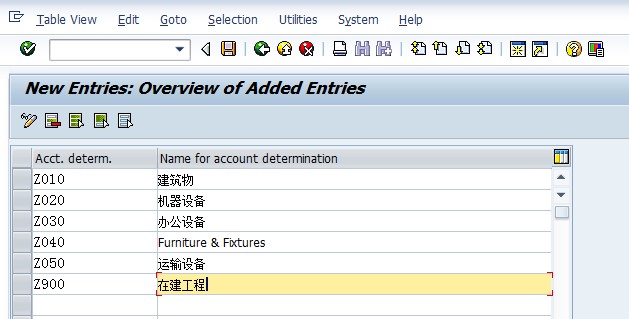 Table View Edit Goto Selection Utilities System Help
New Entries: Overview of Added Entries
Acct. determ. Name for account determination
Z010 建筑物
Z020 机器设备
Z030 办公设备
Z040 Furniture & Fixtures
Z050 运输设备
Z900 在建工程